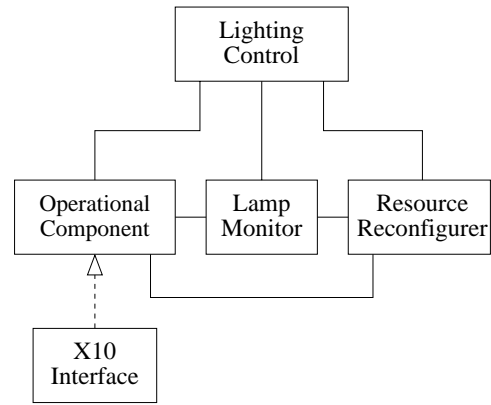 Lighting
Control
Operational
Component
Lamp
Monitor
Resource
Reconfigurer
X10
Interface